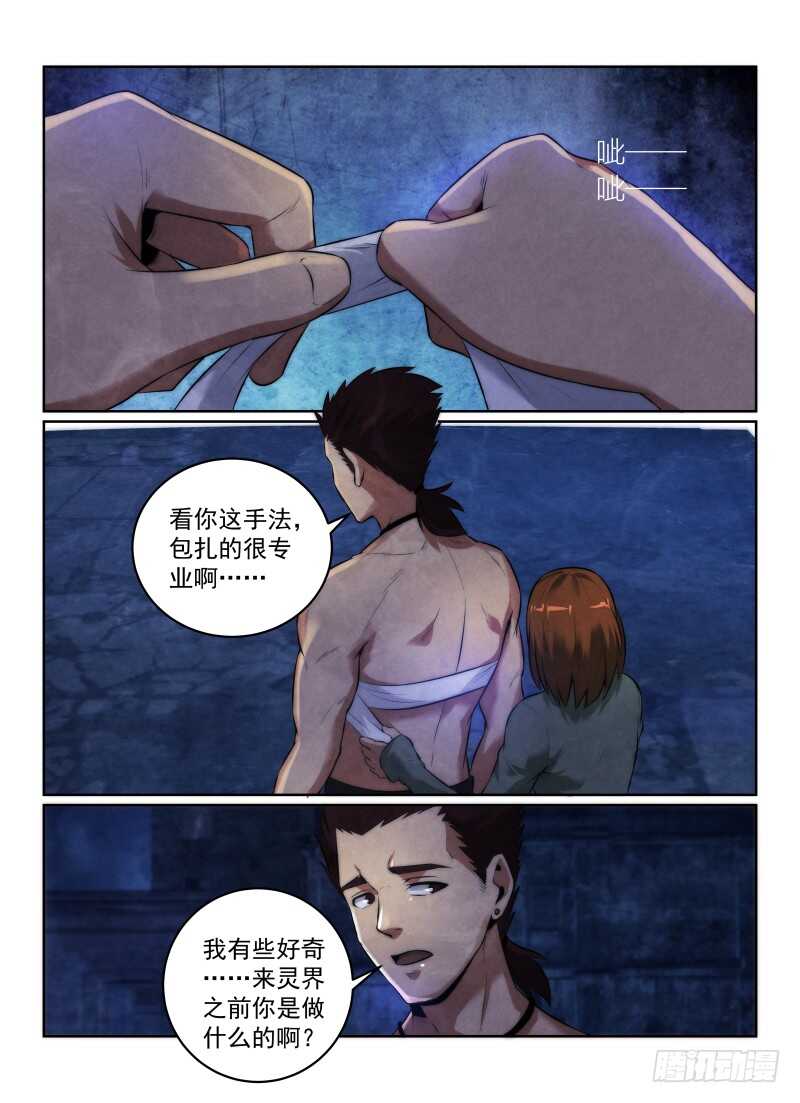 呲——
呲——
看你这手法，
包扎的很专
业啊……
我有些好奇
……来灵界
之前你是做
什么的啊？
腾讯动漫